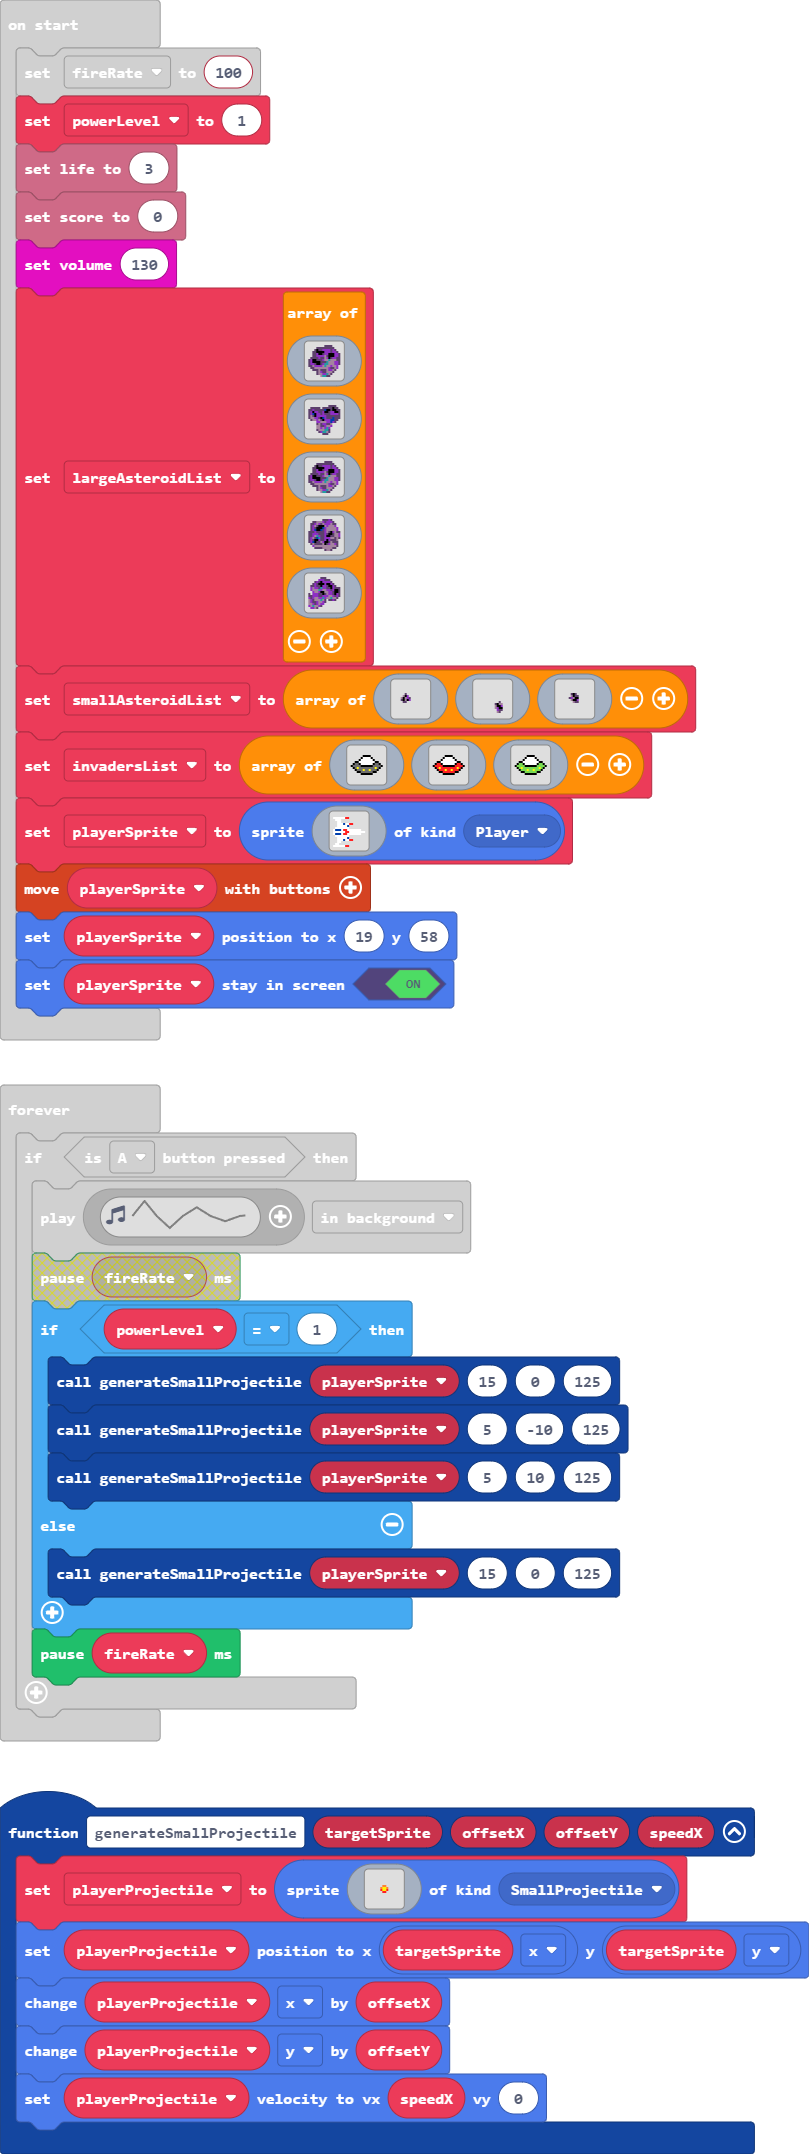 on start
set fireRate to 100
set powerLevel to 1
set life to 3
set score to 0
set volume 130
array of
set largeAsteroidList to
set smallAsteroidList to array of
set invadersList to array of
set playerSprite to sprite of kind Player
move playerSprite with buttons
set playerSprite position to x 19 y 58
set playerSprite stay in screen ON
forever
if is A button pressed then
play in background
pause fireRate ms
if powerLevel = 1 then
call generateSmallProjectile playerSprite 15 0 125
call generateSmallProjectile playerSprite 5 -10 125
call generateSmallProjectile playerSprite 5 10 125
else
call generateSmallProjectile playerSprite 15 0 125
pause fireRate ms
function generateSmallProjectile targetSprite offsetX offsetY speedX
set playerProjectile to sprite of kind SmallProjectile
set playerProjectile position to x targetSprite x y targetSprite y
change playerProjectile x by offsetX
change playerProjectile y by offsetY
set playerProjectile velocity to vx speedX vy 0